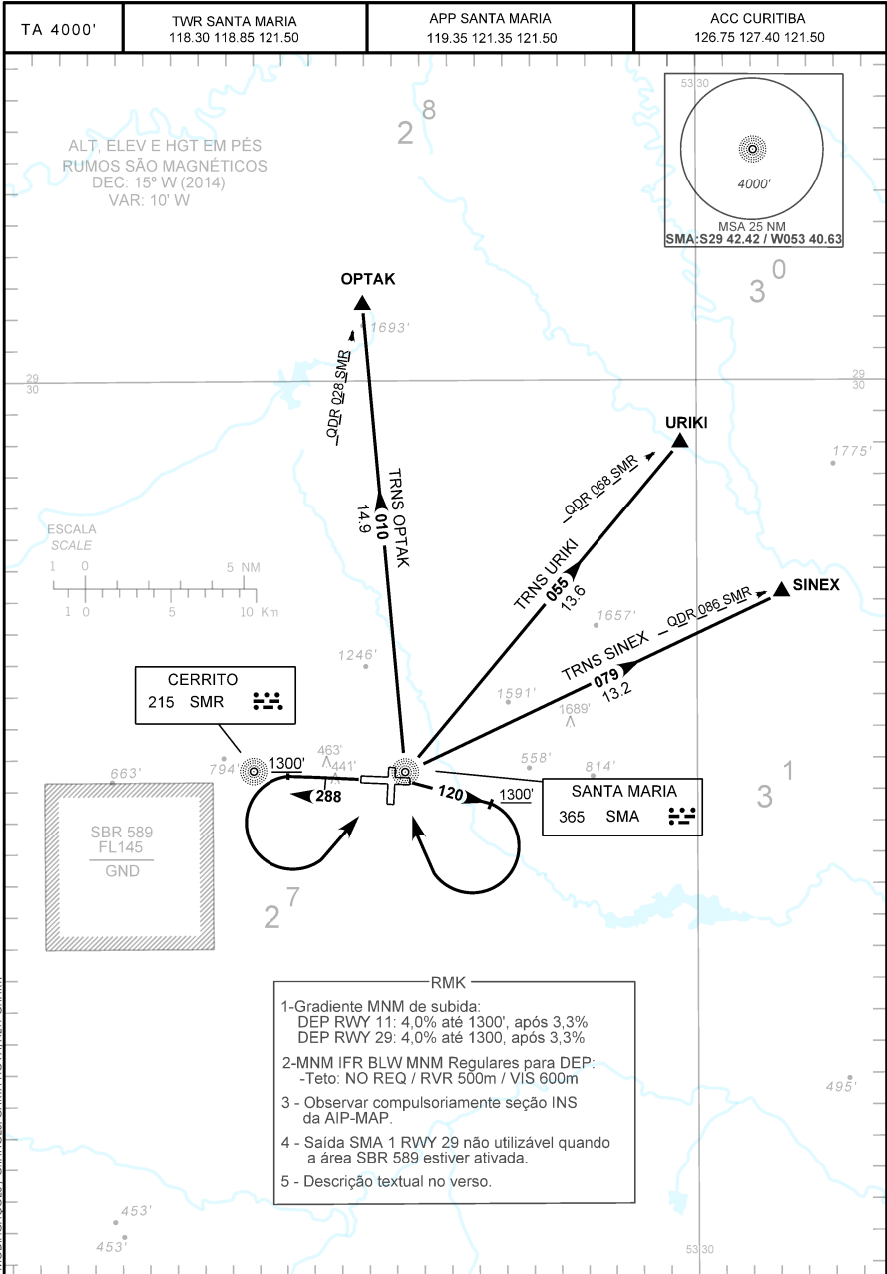 TA 4000'
TWR SANTA MARIA
118.30 118.85 121.50
APP SANTA MARIA
119.35 121.35 121.50
ACC CURITIBA
126.75 127.40 121.50
53 30
4000'
MSA 25 NM
SMA:S29 42.42 / W053 40.63
2 8
ALT, ELEV E HGT EM PÉS
RUMOS SÃO MAGNÉTICOS
DEC: 15º W (2014)
VAR: 10' W
3 0
OPTAK
1693'
QDR 028 SMR
29
30
29
30
URIKI
1775'
QDR 068 SMR
TRNS OPTAK
010
14.9
ESCALA
SCALE
1 0 5 NM
1 0 5 10 Km
TRNS URIKI
055
13.6
SINEX
QDR 086 SMR
1657'
TRNS SINEX
079
13.2
1246'
1591'
1689'
CERRITO
215 SMR
794'
1300'
463'
441'
558'
814'
663'
288
120
1300'
SANTA MARIA
365 SMA
3 1
SBR 589
FL145
GND
2 7
RMK
1-Gradiente MNM de subida:
DEP RWY 11: 4,0% até 1300', após 3,3%
DEP RWY 29: 4,0% até 1300, após 3,3%
2-MNM IFR BLW MNM Regulares para DEP:
-Teto: NO REQ / RVR 500m / VIS 600m
3 - Observar compulsoriamente seção INS
da AIP-MAP.
4 - Saída SMA 1 RWY 29 não utilizável quando
a área SBR 589 estiver ativada.
5 - Descrição textual no verso.
495'
453'
453'
53 30